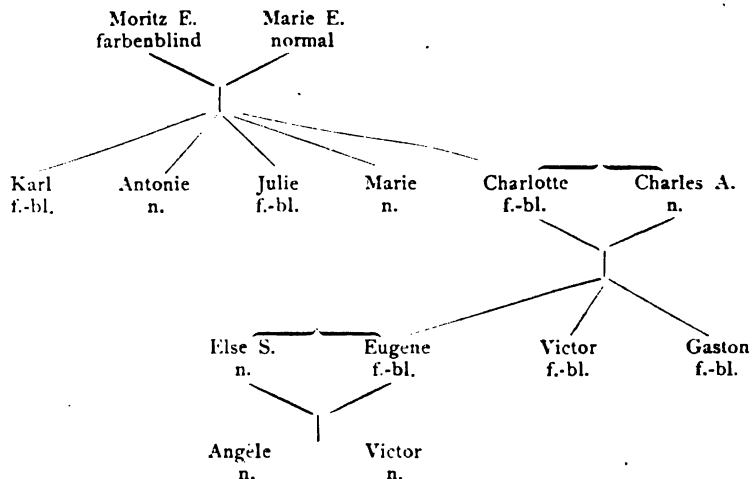 Moritz E. Marie E.
farbenblind normal
Karl Antonie Julie Marie Charlotte Charles A.
f.-bl. n. f.-bl. n. f.-bl. n.
Else S. Eugene Victor Gaston
n. f.-bl. f.-bl. f.-bl.
Angèle Victor
n. n.